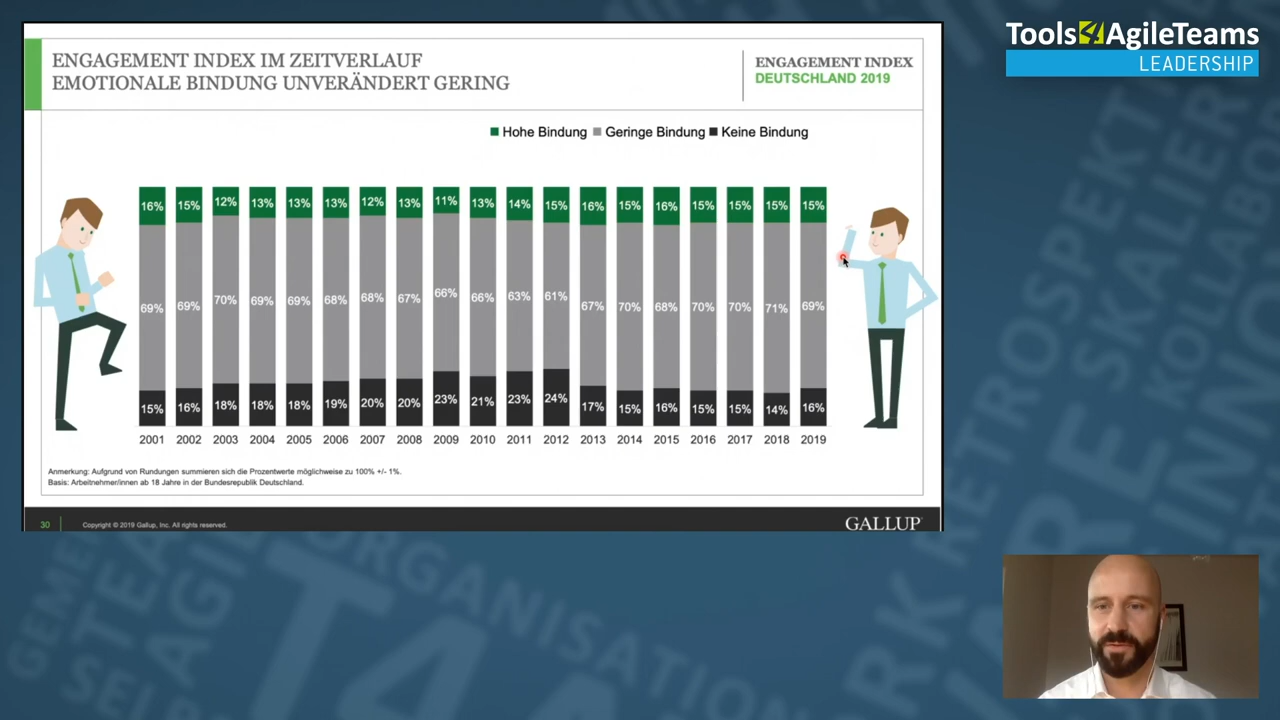 Tools4AgileTeams
LEADERSHIP
ENGAGEMENT INDEX IM ZEITVERLAUF
EMOTIONALE BINDUNG UNVERÄNDERT GERING
ENGAGEMENT INDEX
DEUTSCHLAND 2019
Hohe Bindung Geringe Bindung Keine Bindung
16% 15% 12% 13% 13% 13% 12% 13% 11% 13% 14% 15% 16% 15% 16% 15% 15% 15% 15%
69% 69% 70% 69% 69% 68% 68% 67% 66% 66% 63% 61% 67% 70% 68% 70% 70% 71% 69%
15% 16% 18% 18% 18% 19% 20% 20% 23% 21% 23% 24% 17% 15% 16% 15% 15% 14% 16%
2001 2002 2003 2004 2005 2006 2007 2008 2009 2010 2011 2012 2013 2014 2015 2016 2017 2018 2019
Anmerkung: Aufgrund von Rundungen summieren sich die Prozentwerte möglichweise zu 100% +/- 1%.
Basis: Arbeitnehmer/innen ab 18 Jahre in der Bundesrepublik Deutschland.
30 Copyright © 2019 Gallup, Inc. All rights reserved.
GALLUP
ORGANISATION
T4A